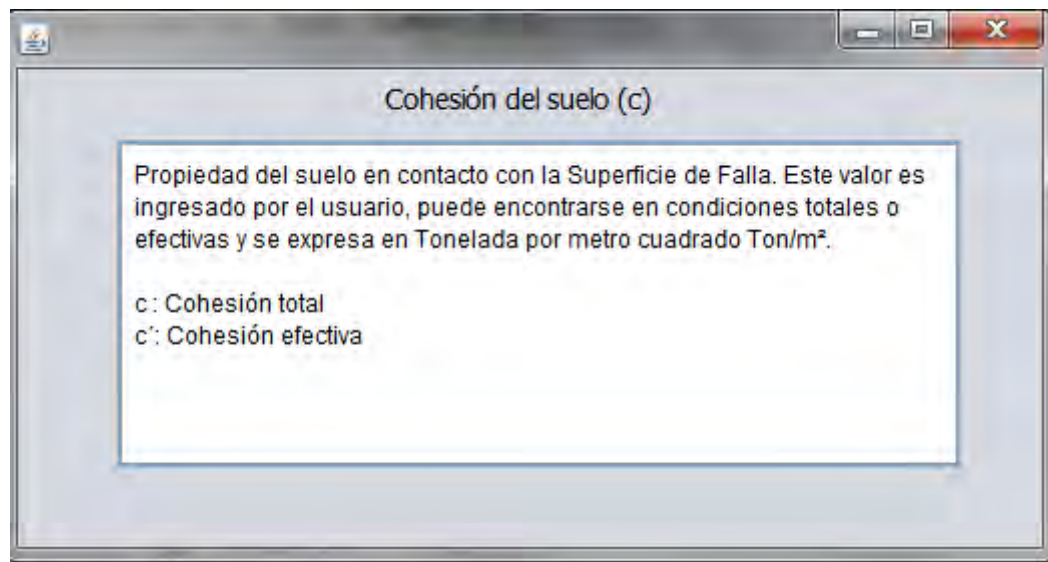 Cohesión del suelo (c)
Propiedad del suelo en contacto con la Superficie de Falla. Este valor es
ingresado por el usuario, puede encontrarse en condiciones totales o
efectivas y se expresa en Tonelada por metro cuadrado Ton/m².
c : Cohesión total
c´: Cohesión efectiva